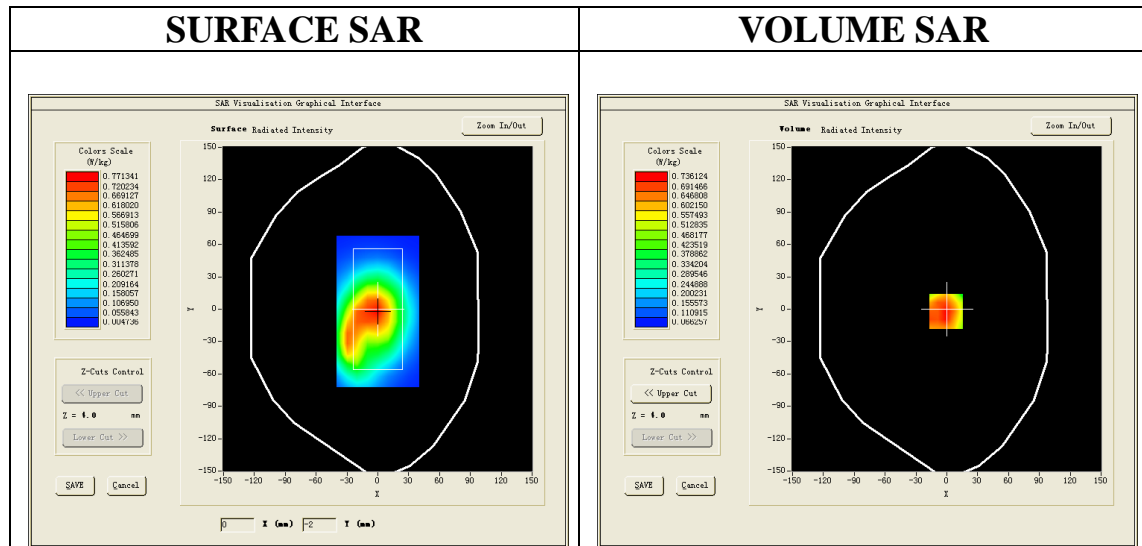 SURFACE SAR
VOLUME SAR
SAR Visualisation Graphical Interface
Surface Radiated Intensity
Zoom In/Out
Colors Scale
(W/kg)
0.771341
0.720234
0.669127
0.618020
0.566913
0.515806
0.464699
0.413592
0.362485
0.311378
0.260271
0.209164
0.158057
0.106950
0.055843
0.004736
150
120
90
60
30
0
-30
-60
-90
-120
-150
Y
-150 -120 -90 -60 -30 0 30 60 90 120 150
X
Z-Cuts Control
<< Upper Cut
Z = 4.0 mm
Lower Cut >>
SAVE
Cancel
0 X (mm) -2 Y (mm)
SAR Visualisation Graphical Interface
Volume Radiated Intensity
Zoom In/Out
Colors Scale
(W/kg)
0.736124
0.691466
0.646808
0.602150
0.557493
0.512835
0.468177
0.423519
0.378862
0.334204
0.289546
0.244888
0.200231
0.155573
0.110915
0.066257
150
120
90
60
30
0
-30
-60
-90
-120
-150
Y
-150 -120 -90 -60 -30 0 30 60 90 120 150
X
Z-Cuts Control
<< Upper Cut
Z = 4.0 mm
Lower Cut >>
SAVE
Cancel